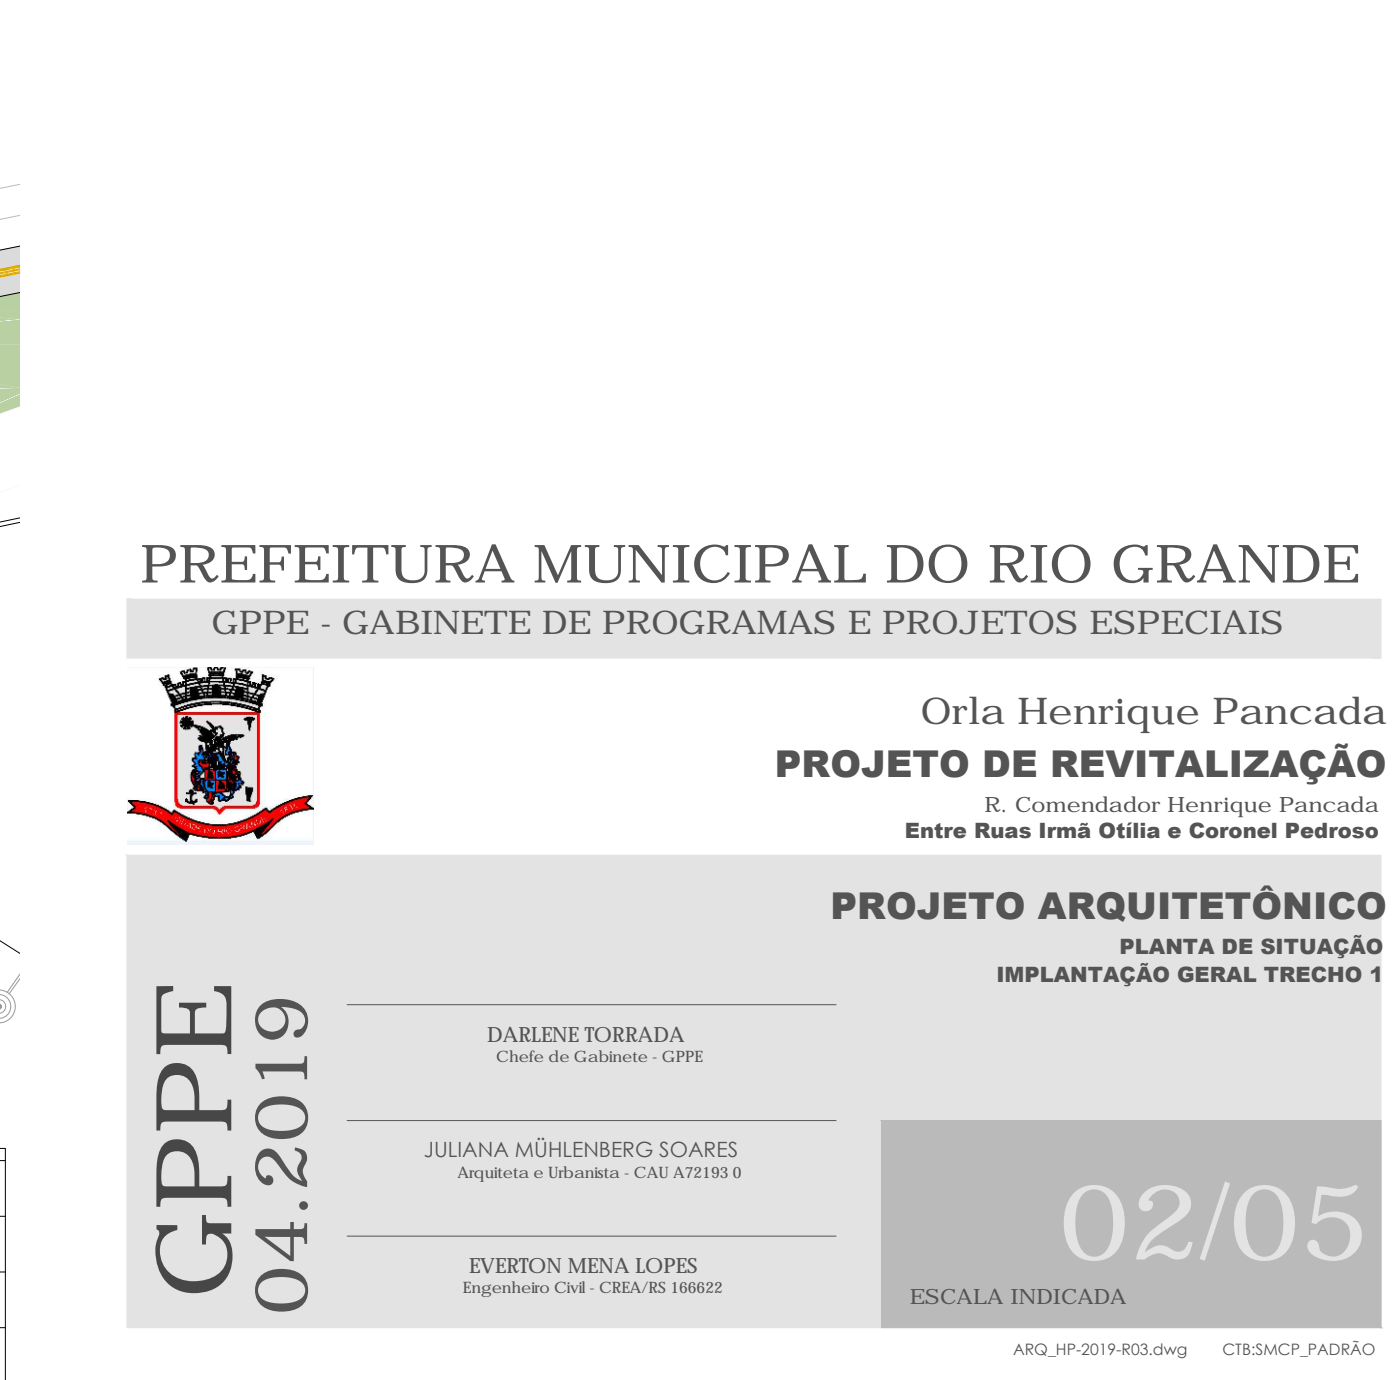 PREFEITURA MUNICIPAL DO RIO GRANDE
GPPE - GABINETE DE PROGRAMAS E PROJETOS ESPECIAIS
Orla Henrique Pancada
PROJETO DE REVITALIZAÇÃO
R. Comendador Henrique Pancada
Entre Ruas Irmã Otília e Coronel Pedroso
PROJETO ARQUITETÔNICO
PLANTA DE SITUAÇÃO
IMPLANTAÇÃO GERAL TRECHO 1
GPPE
04.2019
DARLENE TORRADA
Chefe de Gabinete - GPPE
JULIANA MÜHLENBERG SOARES
Arquiteta e Urbanista - CAU A72193 0
EVERTON MENA LOPES
Engenheiro Civil - CREA/RS 166622
02/05
ESCALA INDICADA
ARQ_HP-2019-R03.dwg CTB:SMCP_PADRÃO